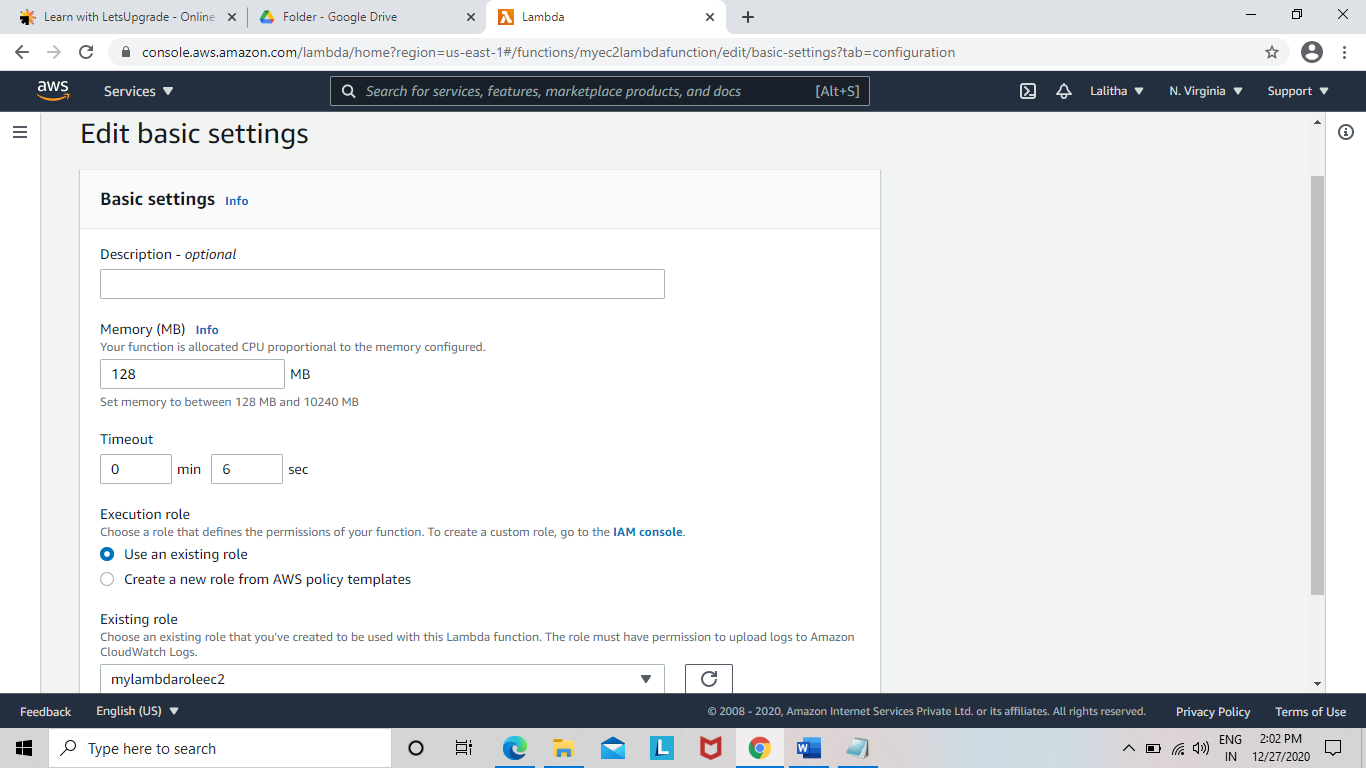 Learn with LetsUpgrade - Online
Folder - Google Drive
Lambda
console.aws.amazon.com/lambda/home?region=us-east-1#/functions/myec2lambdafunction/edit/basic-settings?tab=configuration
aws
Services
Search for services, features, marketplace products, and docs
[Alt+S]
Lalitha
N. Virginia
Support
Edit basic settings
Basic settings Info
Description - optional
Memory (MB) Info
Your function is allocated CPU proportional to the memory configured.
128 MB
Set memory to between 128 MB and 10240 MB
Timeout
0 min 6 sec
Execution role
Choose a role that defines the permissions of your function. To create a custom role, go to the IAM console.
Use an existing role
Create a new role from AWS policy templates
Existing role
Choose an existing role that you've created to be used with this Lambda function. The role must have permission to upload logs to Amazon
CloudWatch Logs.
mylambdaroleec2
Feedback
English (US)
© 2008 - 2020, Amazon Internet Services Private Ltd. or its affiliates. All rights reserved.
Privacy Policy
Terms of Use
Type here to search
L
W
ENG
IN
2:02 PM
12/27/2020